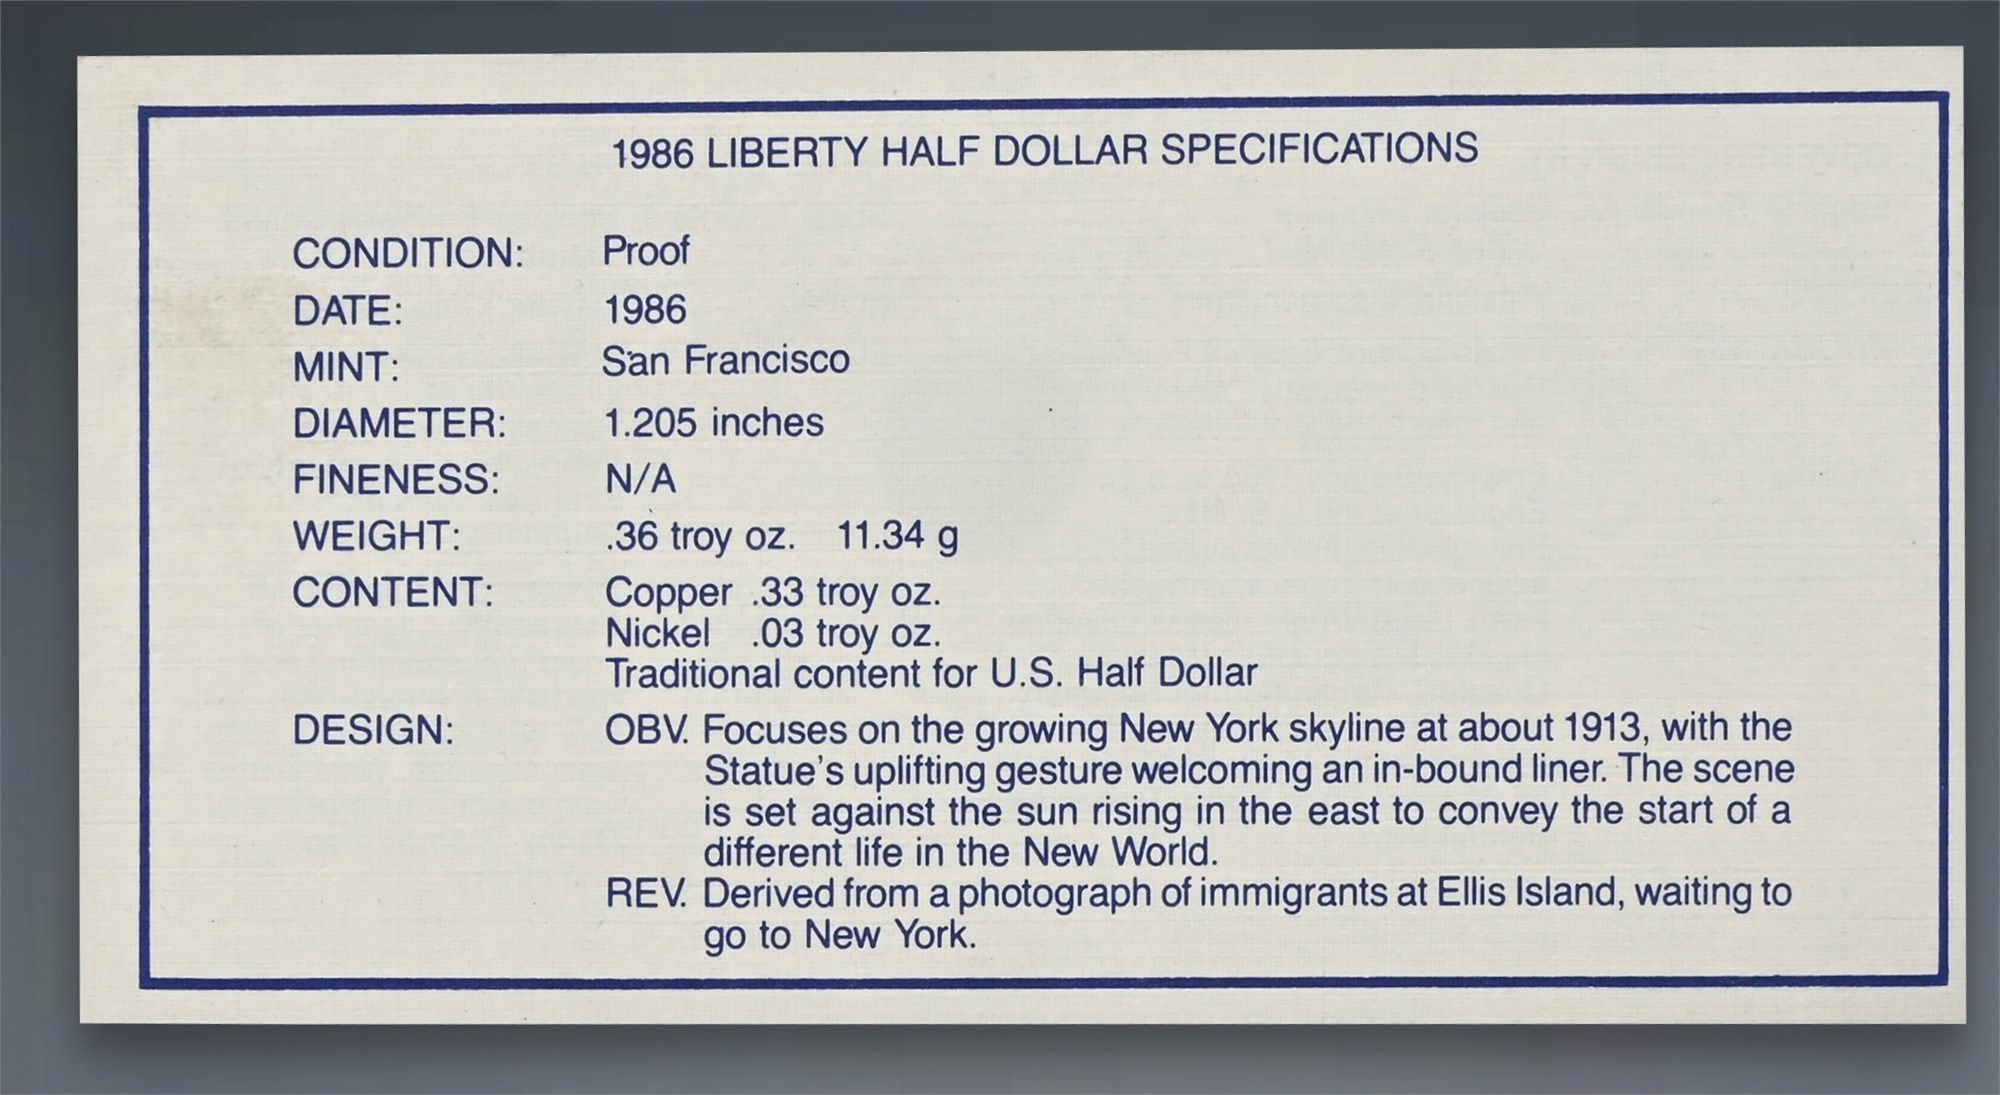 1986 LIBERTY HALF DOLLAR SPECIFICATIONS
CONDITION: Proof
DATE: 1986
MINT: San Francisco
DIAMETER: 1.205 inches
FINENESS: N/A
WEIGHT: .36 troy oz. 11.34 g
CONTENT: Copper .33 troy oz.
Nickel .03 troy oz.
Traditional content for U.S. Half Dollar
DESIGN: OBV. Focuses on the growing New York skyline at about 1913, with the
Statue's uplifting gesture welcoming an in-bound liner. The scene
is set against the sun rising in the east to convey the start of a
different life in the New World.
REV. Derived from a photograph of immigrants at Ellis Island, waiting to
go to New York.